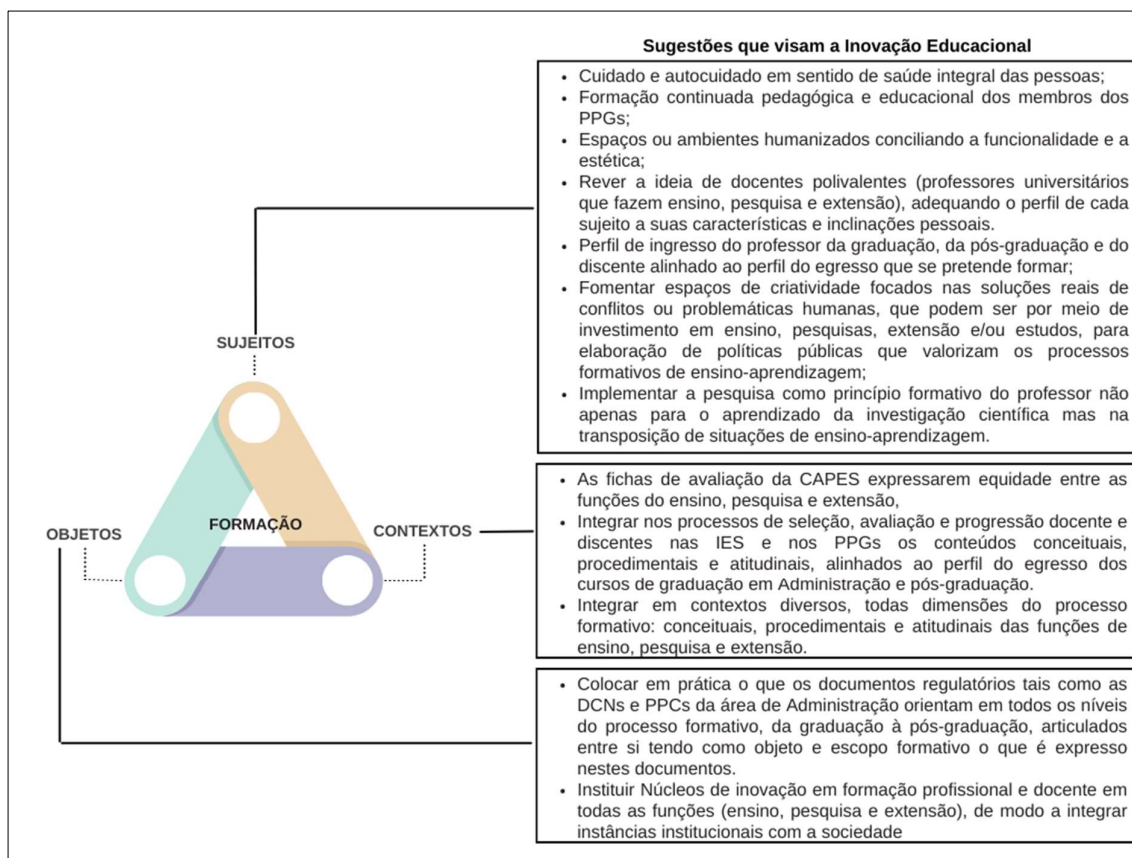 Sugestões que visam a Inovação Educacional
• Cuidado e autocuidado em sentido de saúde integral das pessoas;
• Formação continuada pedagógica e educacional dos membros dos
PPGs;
• Espaços ou ambientes humanizados conciliando a funcionalidade e a
estética;
• Rever a ideia de docentes polivalentes (professores universitários
que fazem ensino, pesquisa e extensão), adequando o perfil de cada
sujeito a suas características e inclinações pessoais.
• Perfil de ingresso do professor da graduação, da pós-graduação e do
discente alinhado ao perfil do egresso que se pretende formar;
• Fomentar espaços de criatividade focados nas soluções reais de
conflitos ou problemáticas humanas, que podem ser por meio de
investimento em ensino, pesquisas, extensão e/ou estudos, para
elaboração de políticas públicas que valorizam os processos
formativos de ensino-aprendizagem;
• Implementar a pesquisa como princípio formativo do professor não
apenas para o aprendizado da investigação científica mas na
transposição de situações de ensino-aprendizagem.
SUJEITOS
OBJETOS
FORMAÇÃO
CONTEXTOS
• As fichas de avaliação da CAPES expressarem equidade entre as
funções do ensino, pesquisa e extensão,
• Integrar nos processos de seleção, avaliação e progressão docente e
discentes nas IES e nos PPGs os conteúdos conceituais,
procedimentais e atitudinais, alinhados ao perfil do egresso dos
cursos de graduação em Administração e pós-graduação.
• Integrar em contextos diversos, todas dimensões do processo
formativo: conceituais, procedimentais e atitudinais das funções de
ensino, pesquisa e extensão.
• Colocar em prática o que os documentos regulatórios tais como as
DCNs e PPCs da área de Administração orientam em todos os níveis
do processo formativo, da graduação à pós-graduação, articulados
entre si tendo como objeto e escopo formativo o que é expresso
nestes documentos.
• Instituir Núcleos de inovação em formação profissional e docente em
todas as funções (ensino, pesquisa e extensão), de modo a integrar
instâncias institucionais com a sociedade